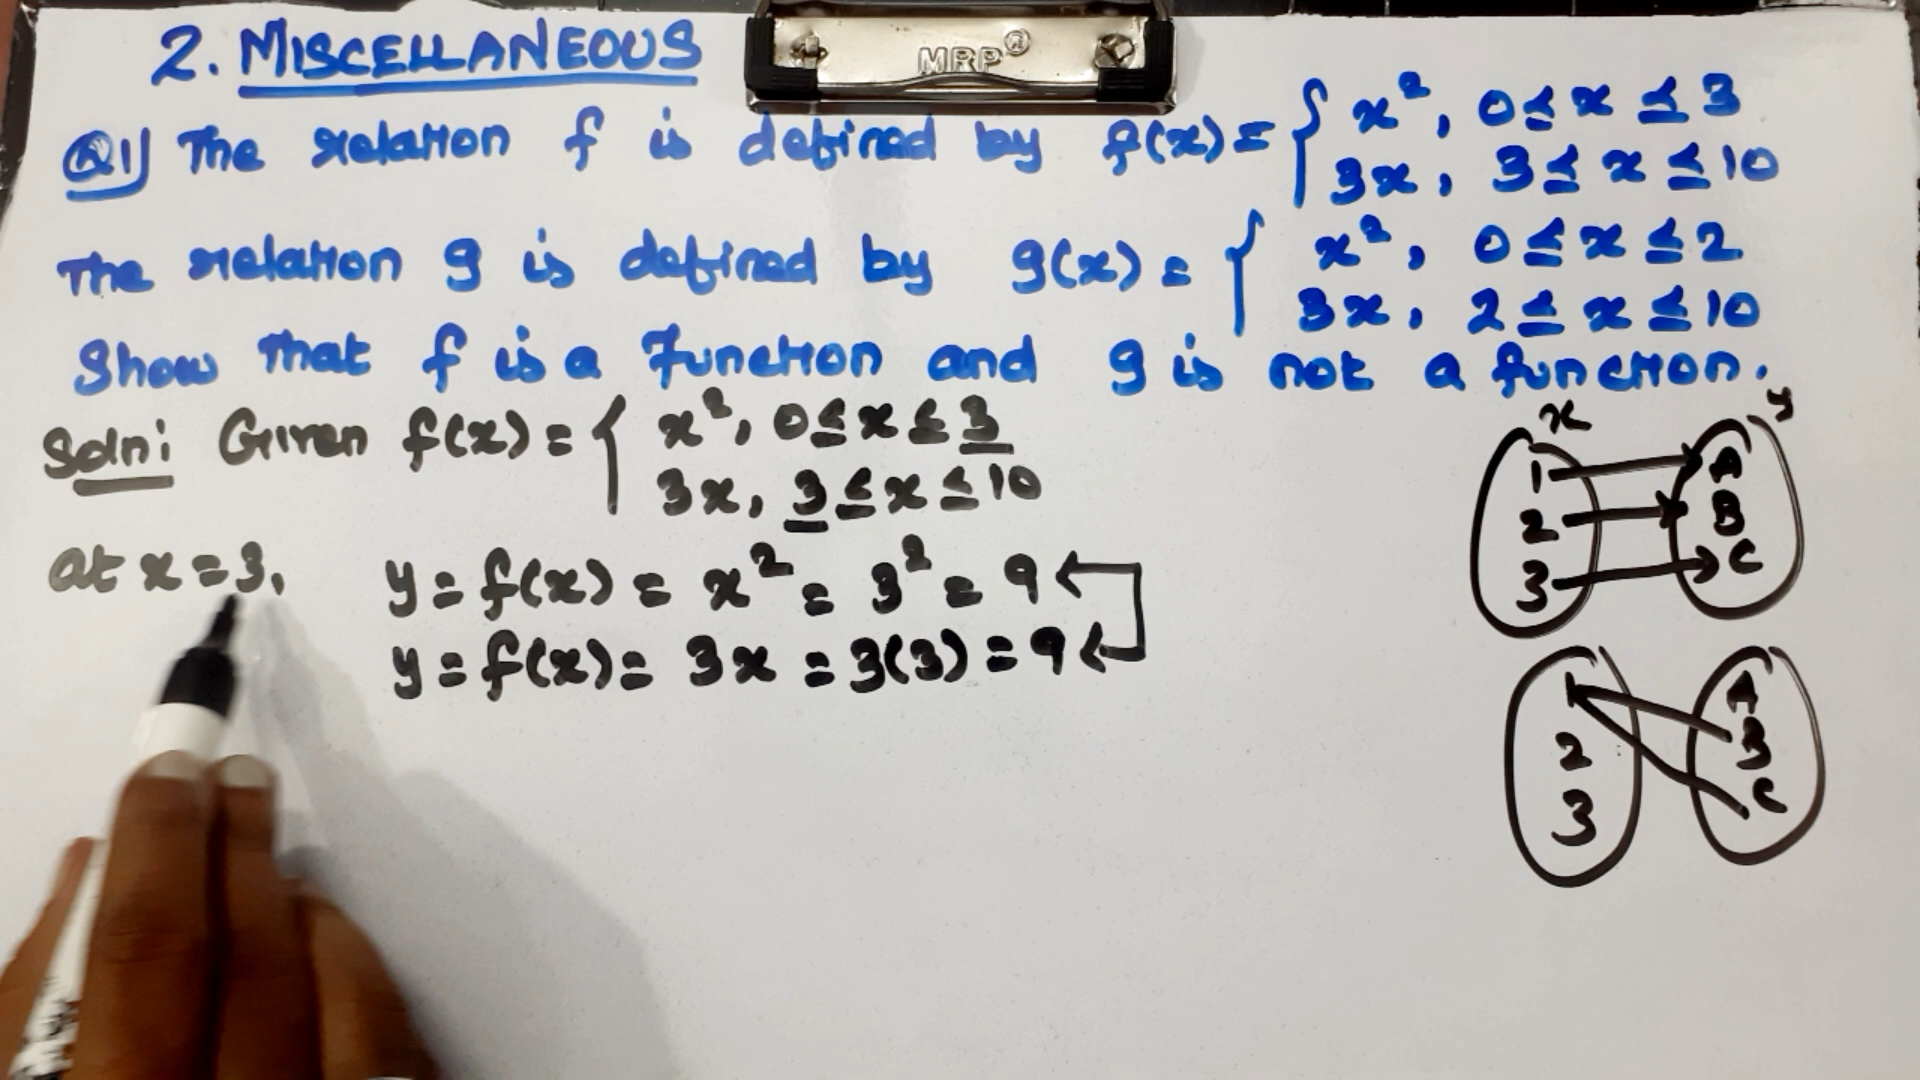 2. MISCELLANEOUS
MRP®
Q1) The relation f is defined by f(x) = { x², 0 ≤ x ≤ 3
3x, 3 ≤ x ≤ 10
The relation g is defined by g(x) = { x², 0 ≤ x ≤ 2
3x, 2 ≤ x ≤ 10
Show that f is a function and g is not a function.
Soln: Given f(x) = { x², 0 ≤ x ≤ 3
3x, 3 ≤ x ≤ 10
at x = 3, y = f(x) = x² = 3² = 9
y = f(x) = 3x = 3(3) = 9
x y
1 A
2 B
3 C
1 A
2 B
3 C